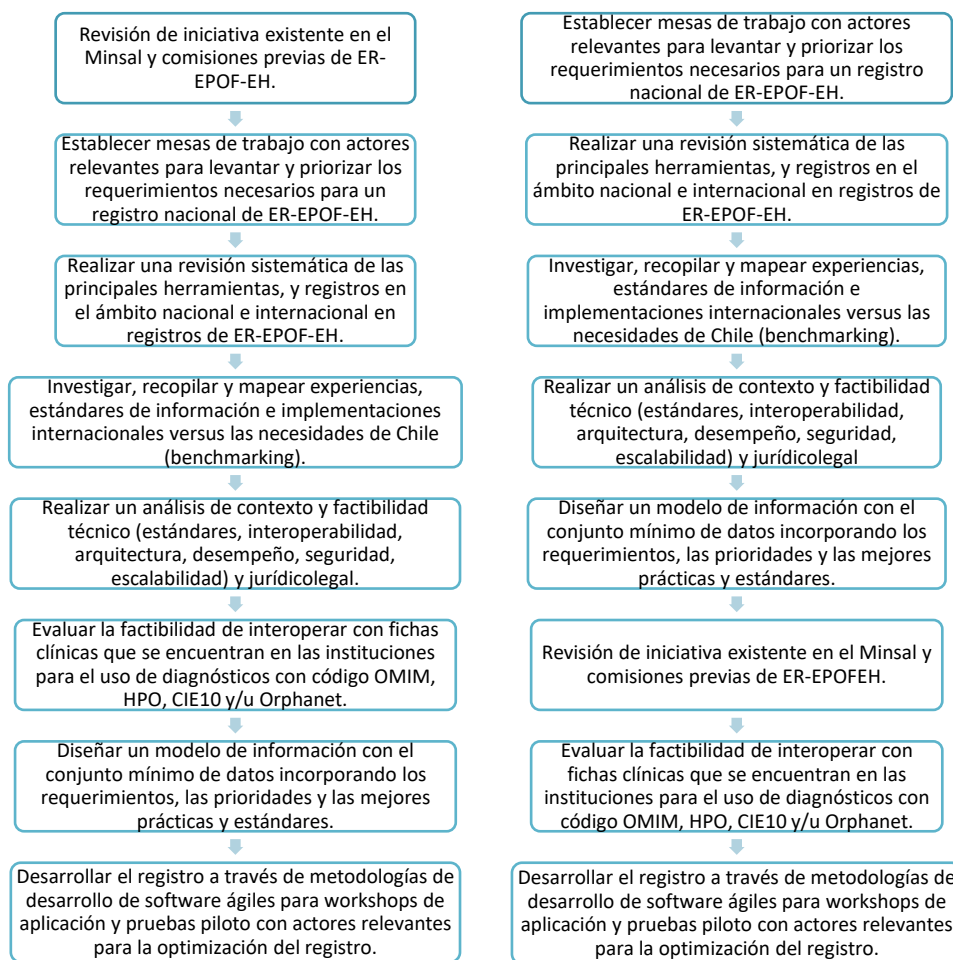 Revisión de iniciativa existente en el
Minsal y comisiones previas de ER-
EPOF-EH.
Establecer mesas de trabajo con actores
relevantes para levantar y priorizar los
requerimientos necesarios para un
registro nacional de ER-EPOF-EH.
Realizar una revisión sistemática de las
principales herramientas, y registros en
el ámbito nacional e internacional en
registros de ER-EPOF-EH.
Investigar, recopilar y mapear experiencias,
estándares de información e implementaciones
internacionales versus las necesidades de Chile
(benchmarking).
Realizar un análisis de contexto y factibilidad
técnico (estándares, interoperabilidad,
arquitectura, desempeño, seguridad,
escalabilidad) y jurídicolegal.
Evaluar la factibilidad de interoperar con fichas
clínicas que se encuentran en las instituciones
para el uso de diagnósticos con código OMIM,
HPO, CIE10 y/u Orphanet.
Diseñar un modelo de información con el
conjunto mínimo de datos incorporando los
requerimientos, las prioridades y las mejores
prácticas y estándares.
Desarrollar el registro a través de metodologías de
desarrollo de software ágiles para workshops de
aplicación y pruebas piloto con actores relevantes
para la optimización del registro.
Establecer mesas de trabajo con actores
relevantes para levantar y priorizar los
requerimientos necesarios para un registro
nacional de ER-EPOF-EH.
Realizar una revisión sistemática de las
principales herramientas, y registros en el
ámbito nacional e internacional en registros de
ER-EPOF-EH.
Investigar, recopilar y mapear experiencias,
estándares de información e
implementaciones internacionales versus las
necesidades de Chile (benchmarking).
Realizar un análisis de contexto y factibilidad
técnico (estándares, interoperabilidad,
arquitectura, desempeño, seguridad,
escalabilidad) y jurídicolegal
Diseñar un modelo de información con el
conjunto mínimo de datos incorporando los
requerimientos, las prioridades y las mejores
prácticas y estándares.
Revisión de iniciativa existente en el Minsal y
comisiones previas de ER-EPOFEH.
Evaluar la factibilidad de interoperar con
fichas clínicas que se encuentran en las
instituciones para el uso de diagnósticos con
código OMIM, HPO, CIE10 y/u Orphanet.
Desarrollar el registro a través de metodologías de
desarrollo de software ágiles para workshops de
aplicación y pruebas piloto con actores relevantes
para la optimización del registro.